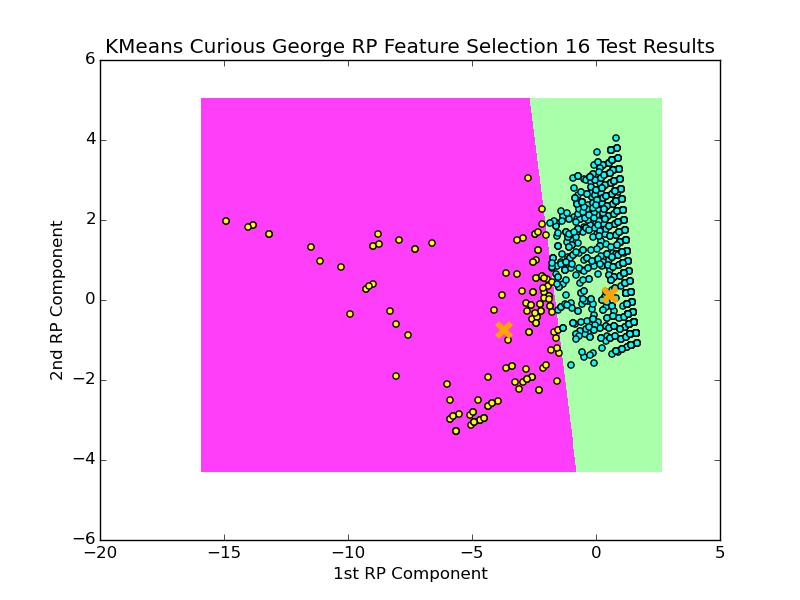 KMeans Curious George RP Feature Selection 16 Test Results
6
4
2
0
−2
−4
−6
2nd RP Component
−20 −15 −10 −5 0 5
1st RP Component